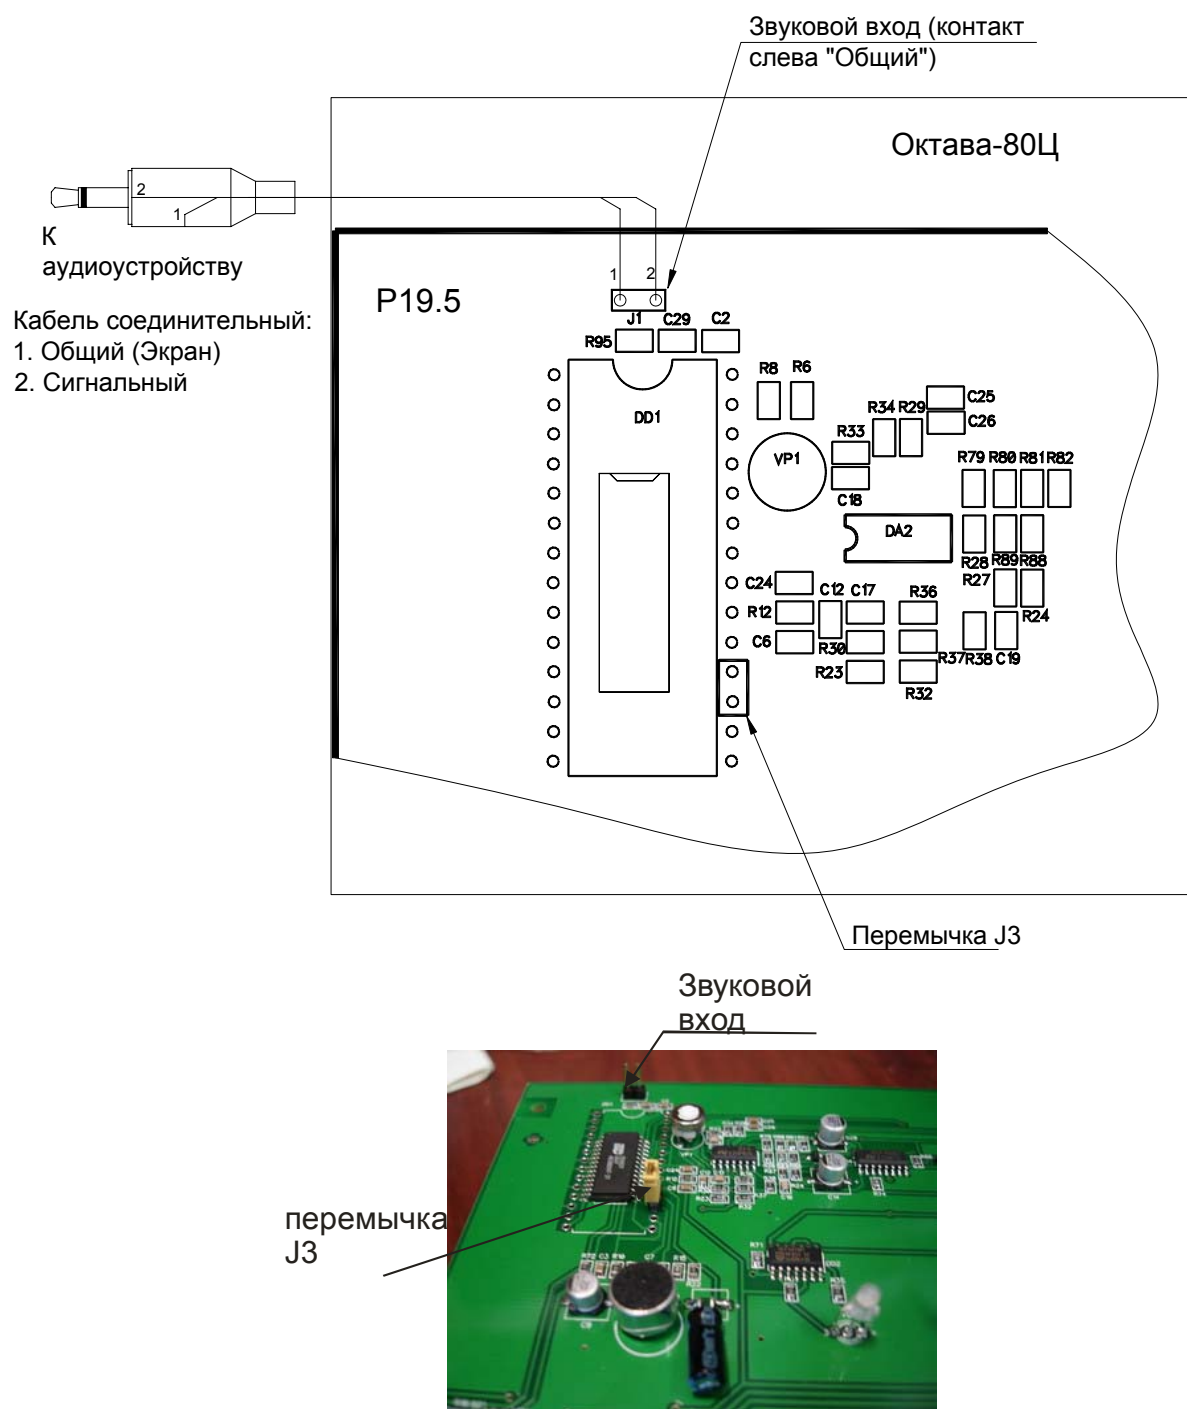 Звуковой вход (контакт
слева "Общий")
Октава-80Ц
2
1
К
аудиоустройству
1
2
P19.5
Кабель соединительный:
1. Общий (Экран)
2. Сигнальный
J1
C29
C2
R95
R8
R6
DD1
R34
R29
C25
C26
R33
VP1
C18
R79
R80
R81
R82
DA2
R28
R89
R88
R27
R24
C24
C12
C17
R36
R12
C6
R30
R37
R38
C19
R23
R32
Перемычка J3
Звуковой
вход
перемычка
J3